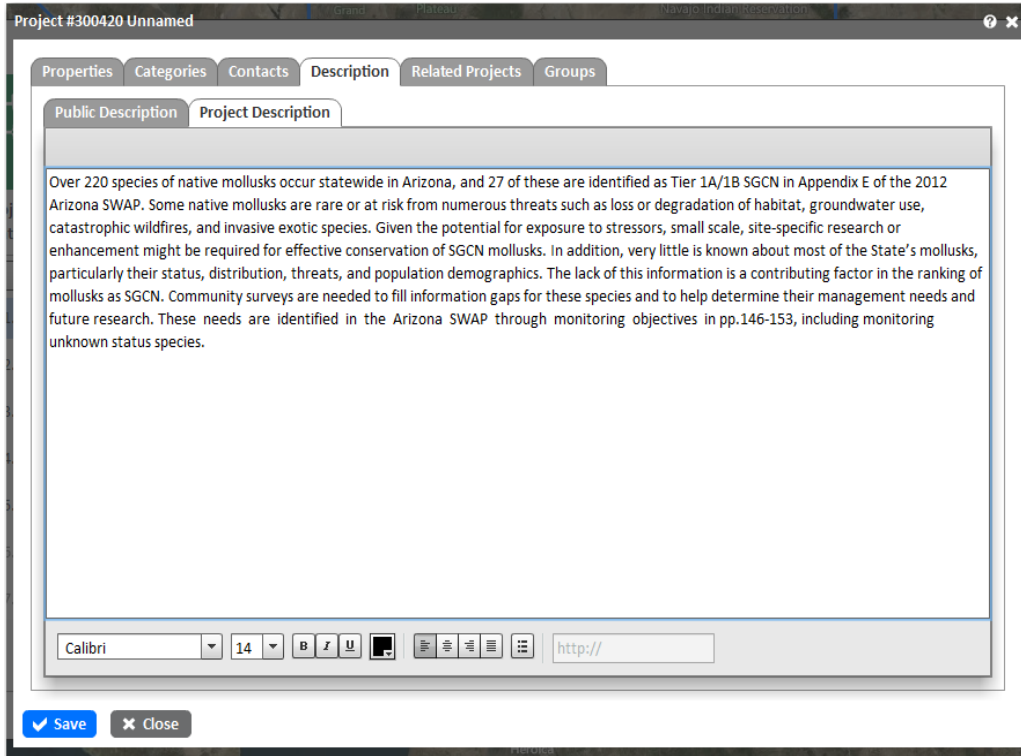 Grand Plateau Navajo Indian Reservation
Project #300420 Unnamed
Properties Categories Contacts Description Related Projects Groups
Public Description Project Description
Over 220 species of native mollusks occur statewide in Arizona, and 27 of these are identified as Tier 1A/1B SGCN in Appendix E of the 2012
Arizona SWAP. Some native mollusks are rare or at risk from numerous threats such as loss or degradation of habitat, groundwater use,
catastrophic wildfires, and invasive exotic species. Given the potential for exposure to stressors, small scale, site-specific research or
enhancement might be required for effective conservation of SGCN mollusks. In addition, very little is known about most of the State’s mollusks,
particularly their status, distribution, threats, and population demographics. The lack of this information is a contributing factor in the ranking of
mollusks as SGCN. Community surveys are needed to fill information gaps for these species and to help determine their management needs and
future research. These needs are identified in the Arizona SWAP through monitoring objectives in pp.146-153, including monitoring
unknown status species.
Calibri 14 B I U http://
Save Close
Heroica